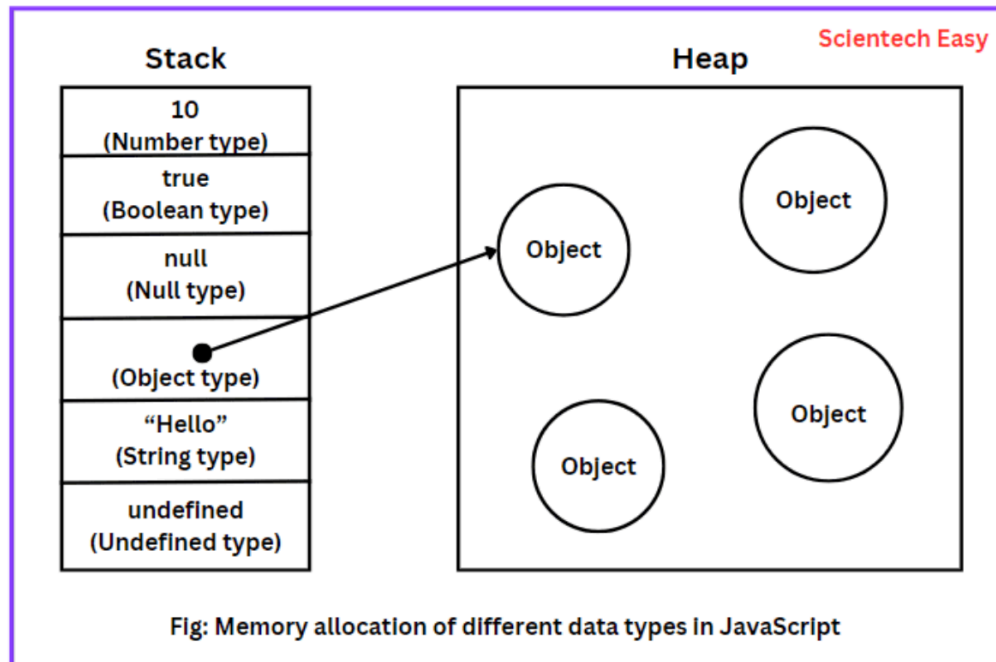 Scientech Easy
Stack
Heap
10
(Number type)
true
(Boolean type)
null
(Null type)
(Object type)
“Hello”
(String type)
undefined
(Undefined type)
Object
Object
Object
Object
Fig: Memory allocation of different data types in JavaScript